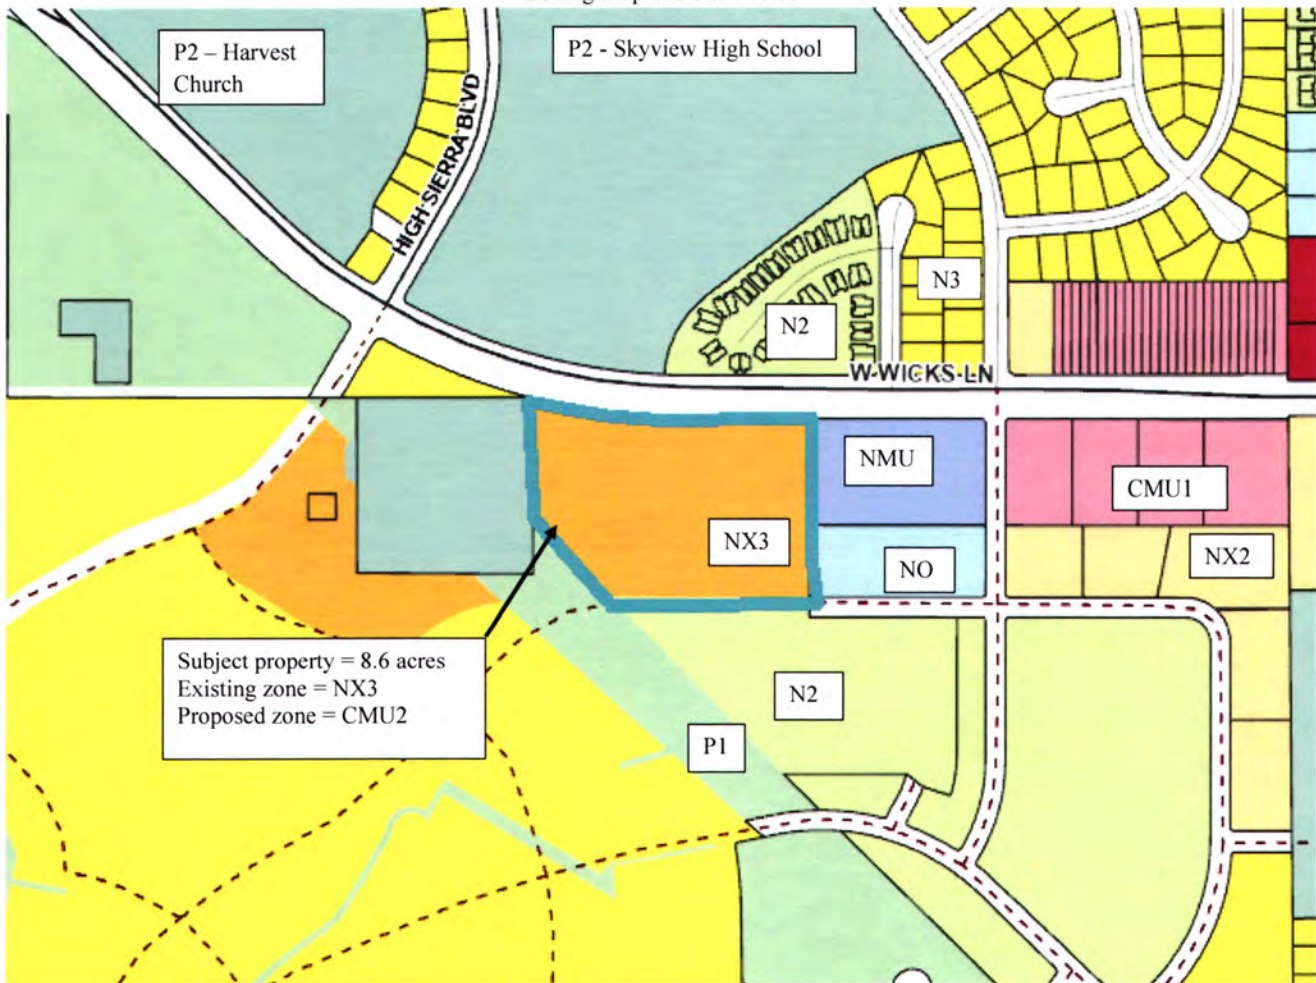 P2 – Harvest
Church
P2 - Skyview High School
HIGH SIERRA BLVD
N3
N2
W WICKS LN
NMU
CMU1
NX3
NO
NX2
Subject property = 8.6 acres
Existing zone = NX3
Proposed zone = CMU2
N2
P1